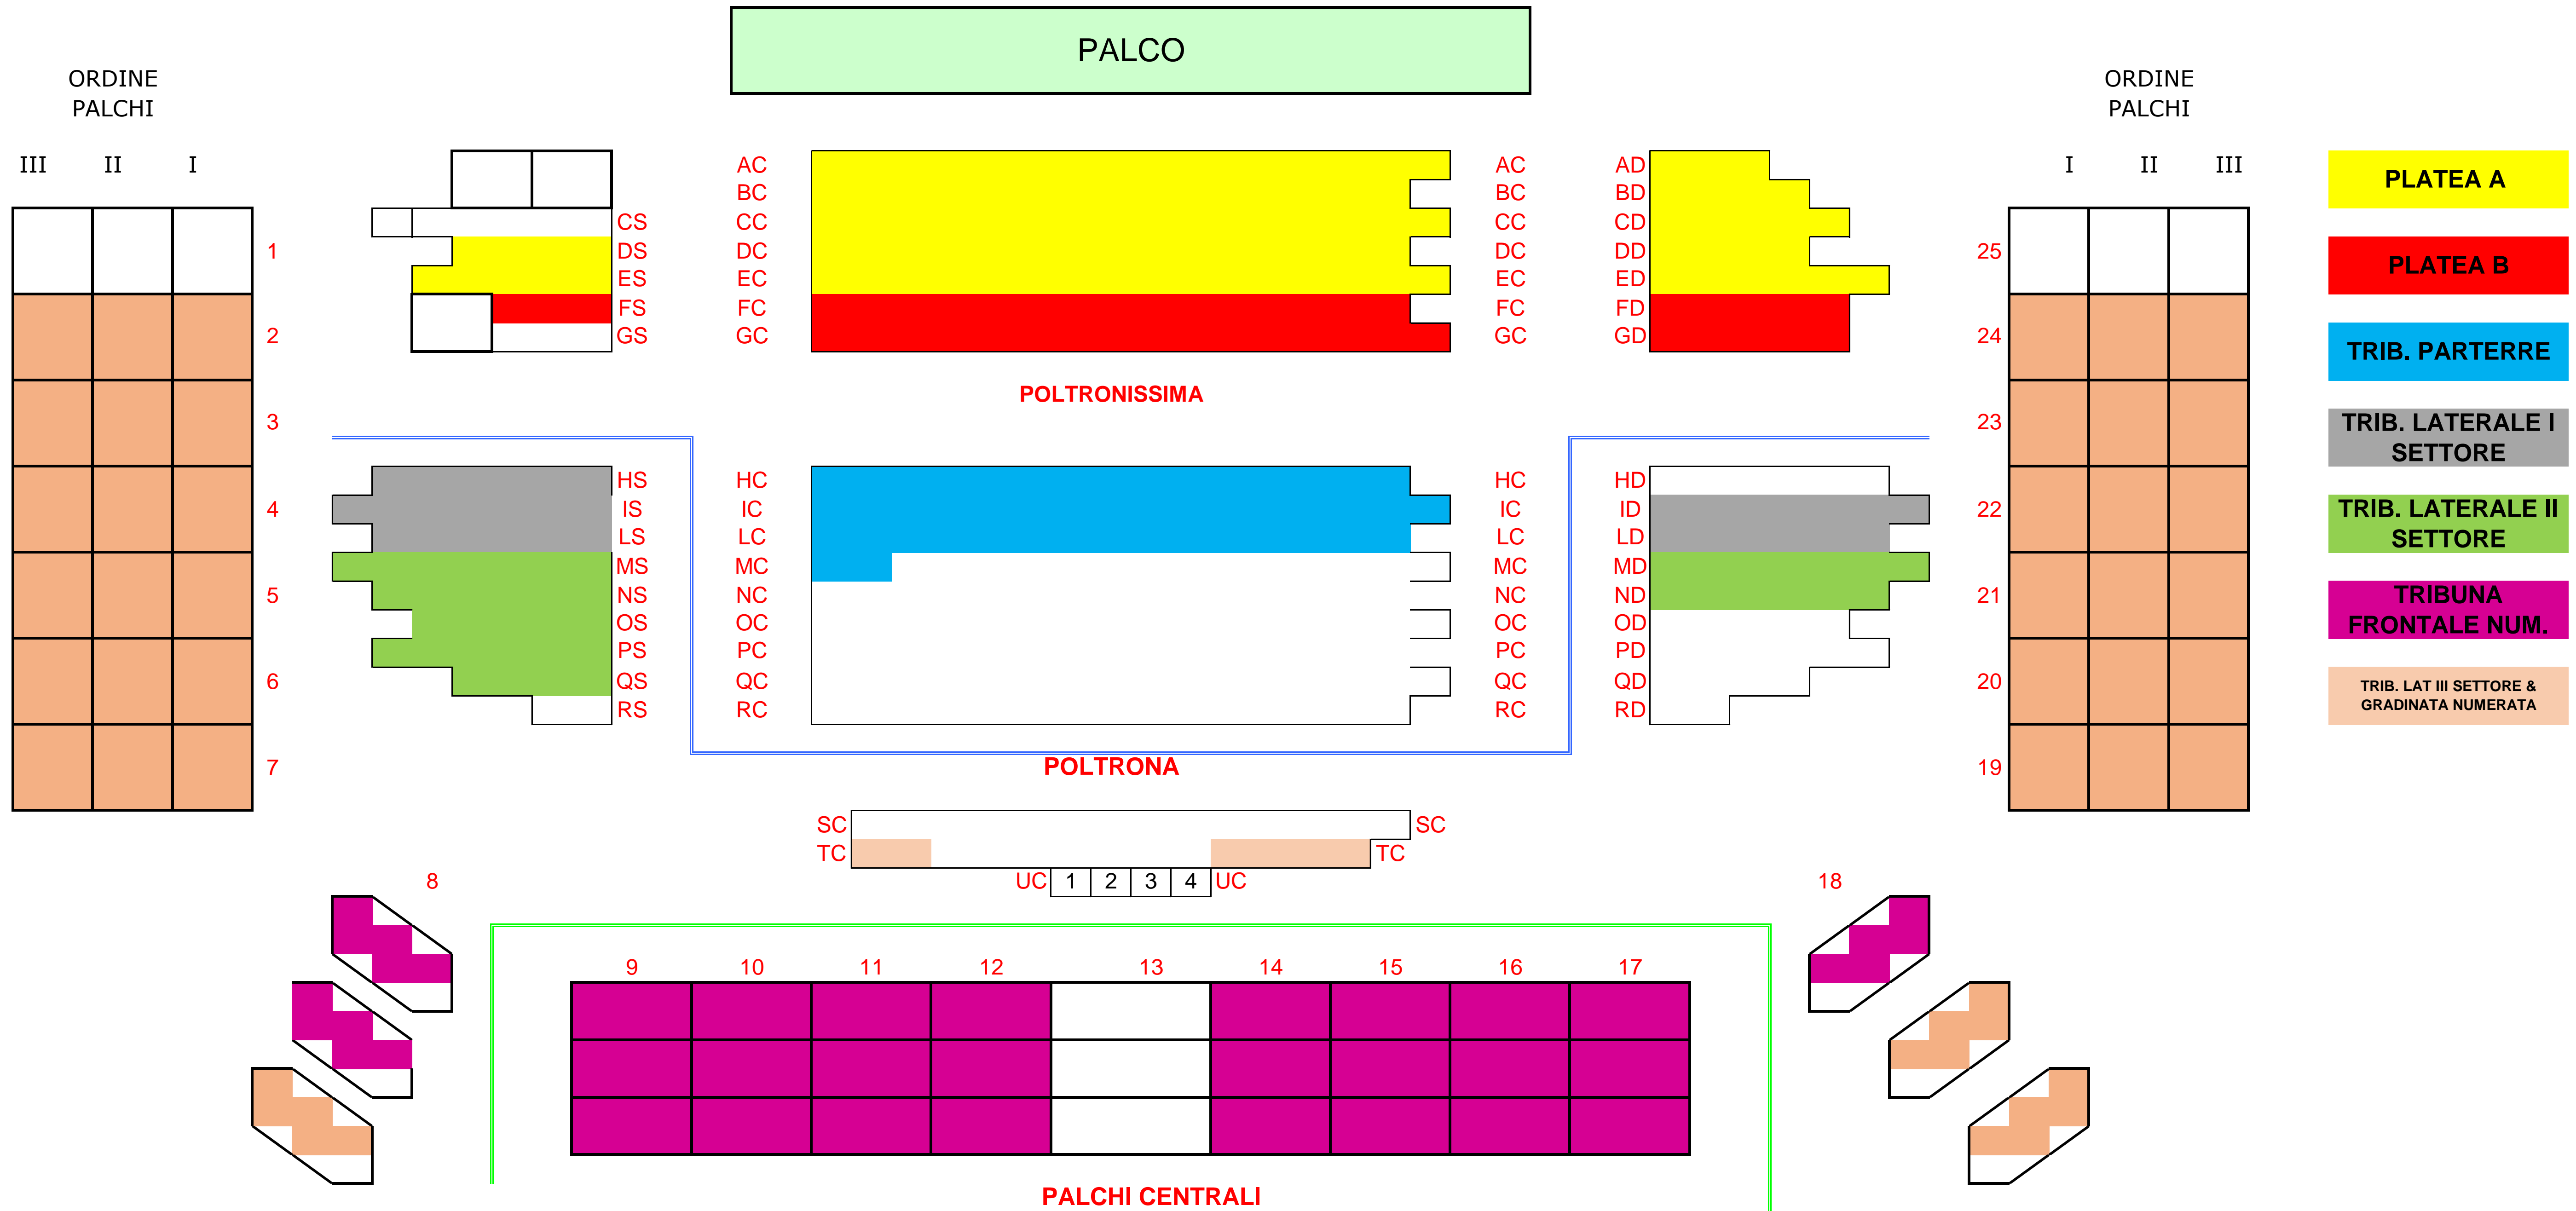 PALCO
ORDINE
PALCHI
ORDINE
PALCHI
III II I
AC AC AD
I II III
PLATEA A
BC BC BD
CS CC CC CD
1 DS DC DC DD 25
PLATEA B
ES EC EC ED
FS FC FC FD
2 GS GC GC GD 24
TRIB. PARTERRE
POLTRONISSIMA
3 23
TRIB. LATERALE I
SETTORE
HS HC HC HD
4 IS IC IC ID 22
TRIB. LATERALE II
SETTORE
LS LC LC LD
MS MC MC MD
5 NS NC NC ND 21
TRIBUNA
FRONTALE NUM.
OS OC OC OD
PS PC PC PD
6 QS QC QC QD 20
TRIB. LAT III SETTORE &
GRADINATA NUMERATA
RS RC RC RD
7 POLTRONA 19
SC SC
TC TC
8 UC 1 2 3 4 UC 18
9 10 11 12 13 14 15 16 17
PALCHI CENTRALI